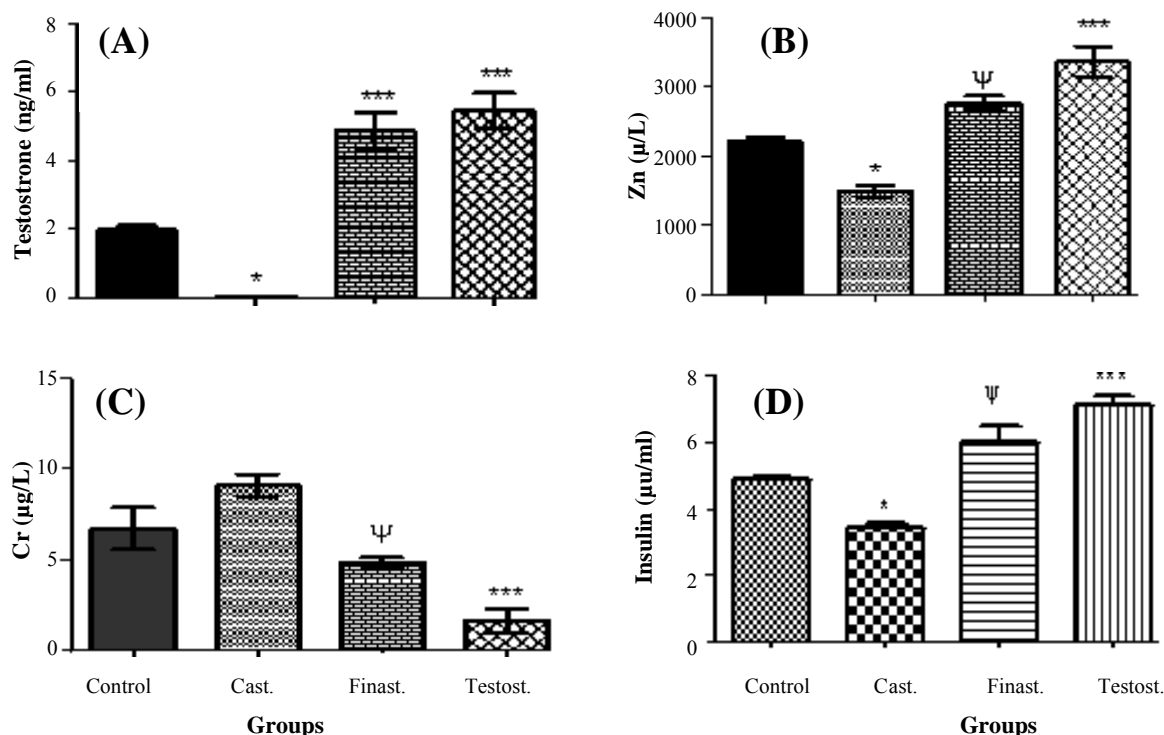 (A)
Testostrone (ng/ml)
8
6
4
2
0
*
***
***
(B)
Zn (µ/L)
4000
3000
2000
1000
0
*
Ψ
***
(C)
Cr (µg/L)
15
10
5
0
Ψ
***
Control Cast. Finast. Testost.
Groups
(D)
Insulin (µu/ml)
8
6
4
2
0
*
Ψ
***
Control Cast. Finast. Testost.
Groups